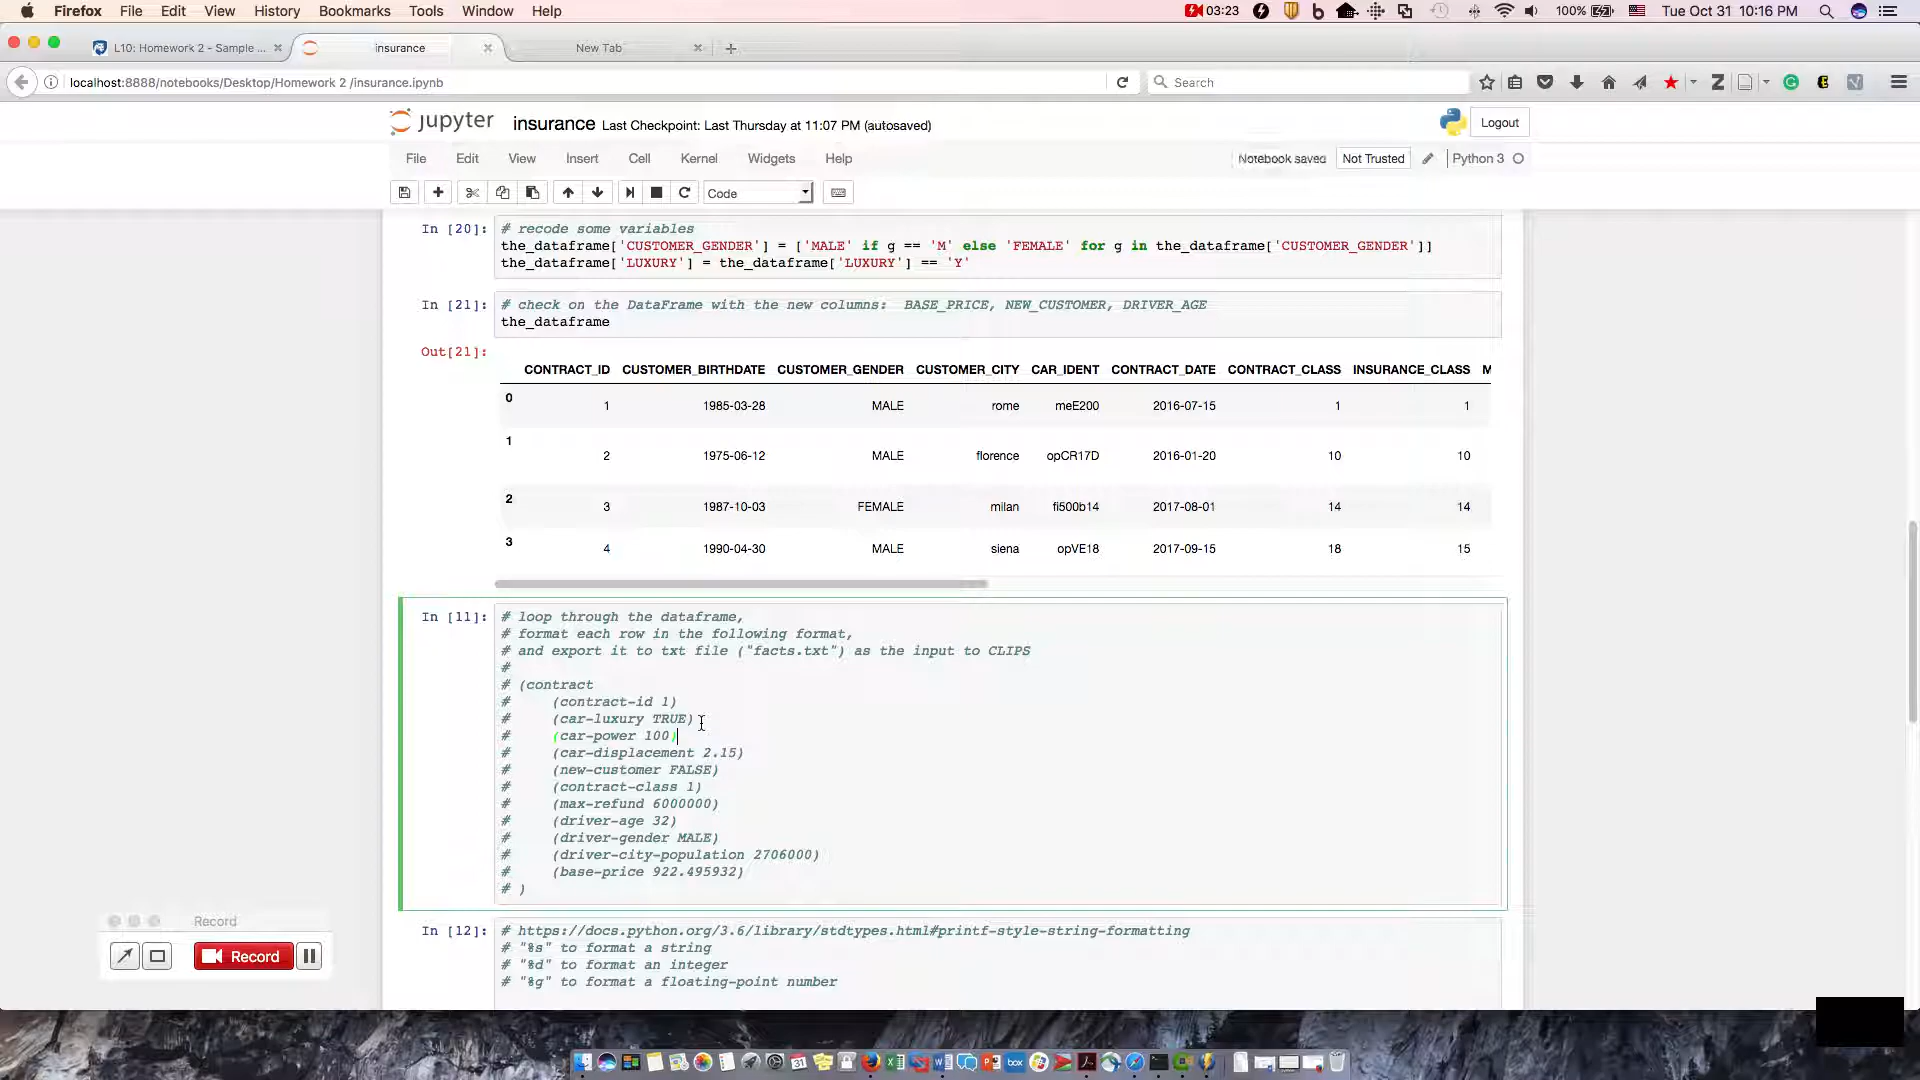 Firefox File Edit View History Bookmarks Tools Window Help 03:23 100% Tue Oct 31 10:16 PM
L10: Homework 2 - Sample ... insurance New Tab
localhost:8888/notebooks/Desktop/Homework 2 /insurance.ipynb Search
jupyter insurance Last Checkpoint: Last Thursday at 11:07 PM (autosaved) Logout
File Edit View Insert Cell Kernel Widgets Help Notebook saved Not Trusted Python 3
Code
In [20]: # recode some variables
the_dataframe['CUSTOMER_GENDER'] = ['MALE' if g == 'M' else 'FEMALE' for g in the_dataframe['CUSTOMER_GENDER']]
the_dataframe['LUXURY'] = the_dataframe['LUXURY'] == 'Y'
In [21]: # check on the DataFrame with the new columns:  BASE_PRICE, NEW_CUSTOMER, DRIVER_AGE
the_dataframe
Out[21]:
CONTRACT_ID CUSTOMER_BIRTHDATE CUSTOMER_GENDER CUSTOMER_CITY CAR_IDENT CONTRACT_DATE CONTRACT_CLASS INSURANCE_CLASS M
0 1 1985-03-28 MALE rome meE200 2016-07-15 1 1
1 2 1975-06-12 MALE florence opCR17D 2016-01-20 10 10
2 3 1987-10-03 FEMALE milan fi500b14 2017-08-01 14 14
3 4 1990-04-30 MALE siena opVE18 2017-09-15 18 15
In [11]: # loop through the dataframe,
# format each row in the following format,
# and export it to txt file ("facts.txt") as the input to CLIPS
#
# (contract
#     (contract-id 1)
#     (car-luxury TRUE)
#     (car-power 100)
#     (car-displacement 2.15)
#     (new-customer FALSE)
#     (contract-class 1)
#     (max-refund 6000000)
#     (driver-age 32)
#     (driver-gender MALE)
#     (driver-city-population 2706000)
#     (base-price 922.495932)
# )
In [12]: # https://docs.python.org/3.6/library/stdtypes.html#printf-style-string-formatting
# "%s" to format a string
# "%d" to format an integer
# "%g" to format a floating-point number
Record
Record